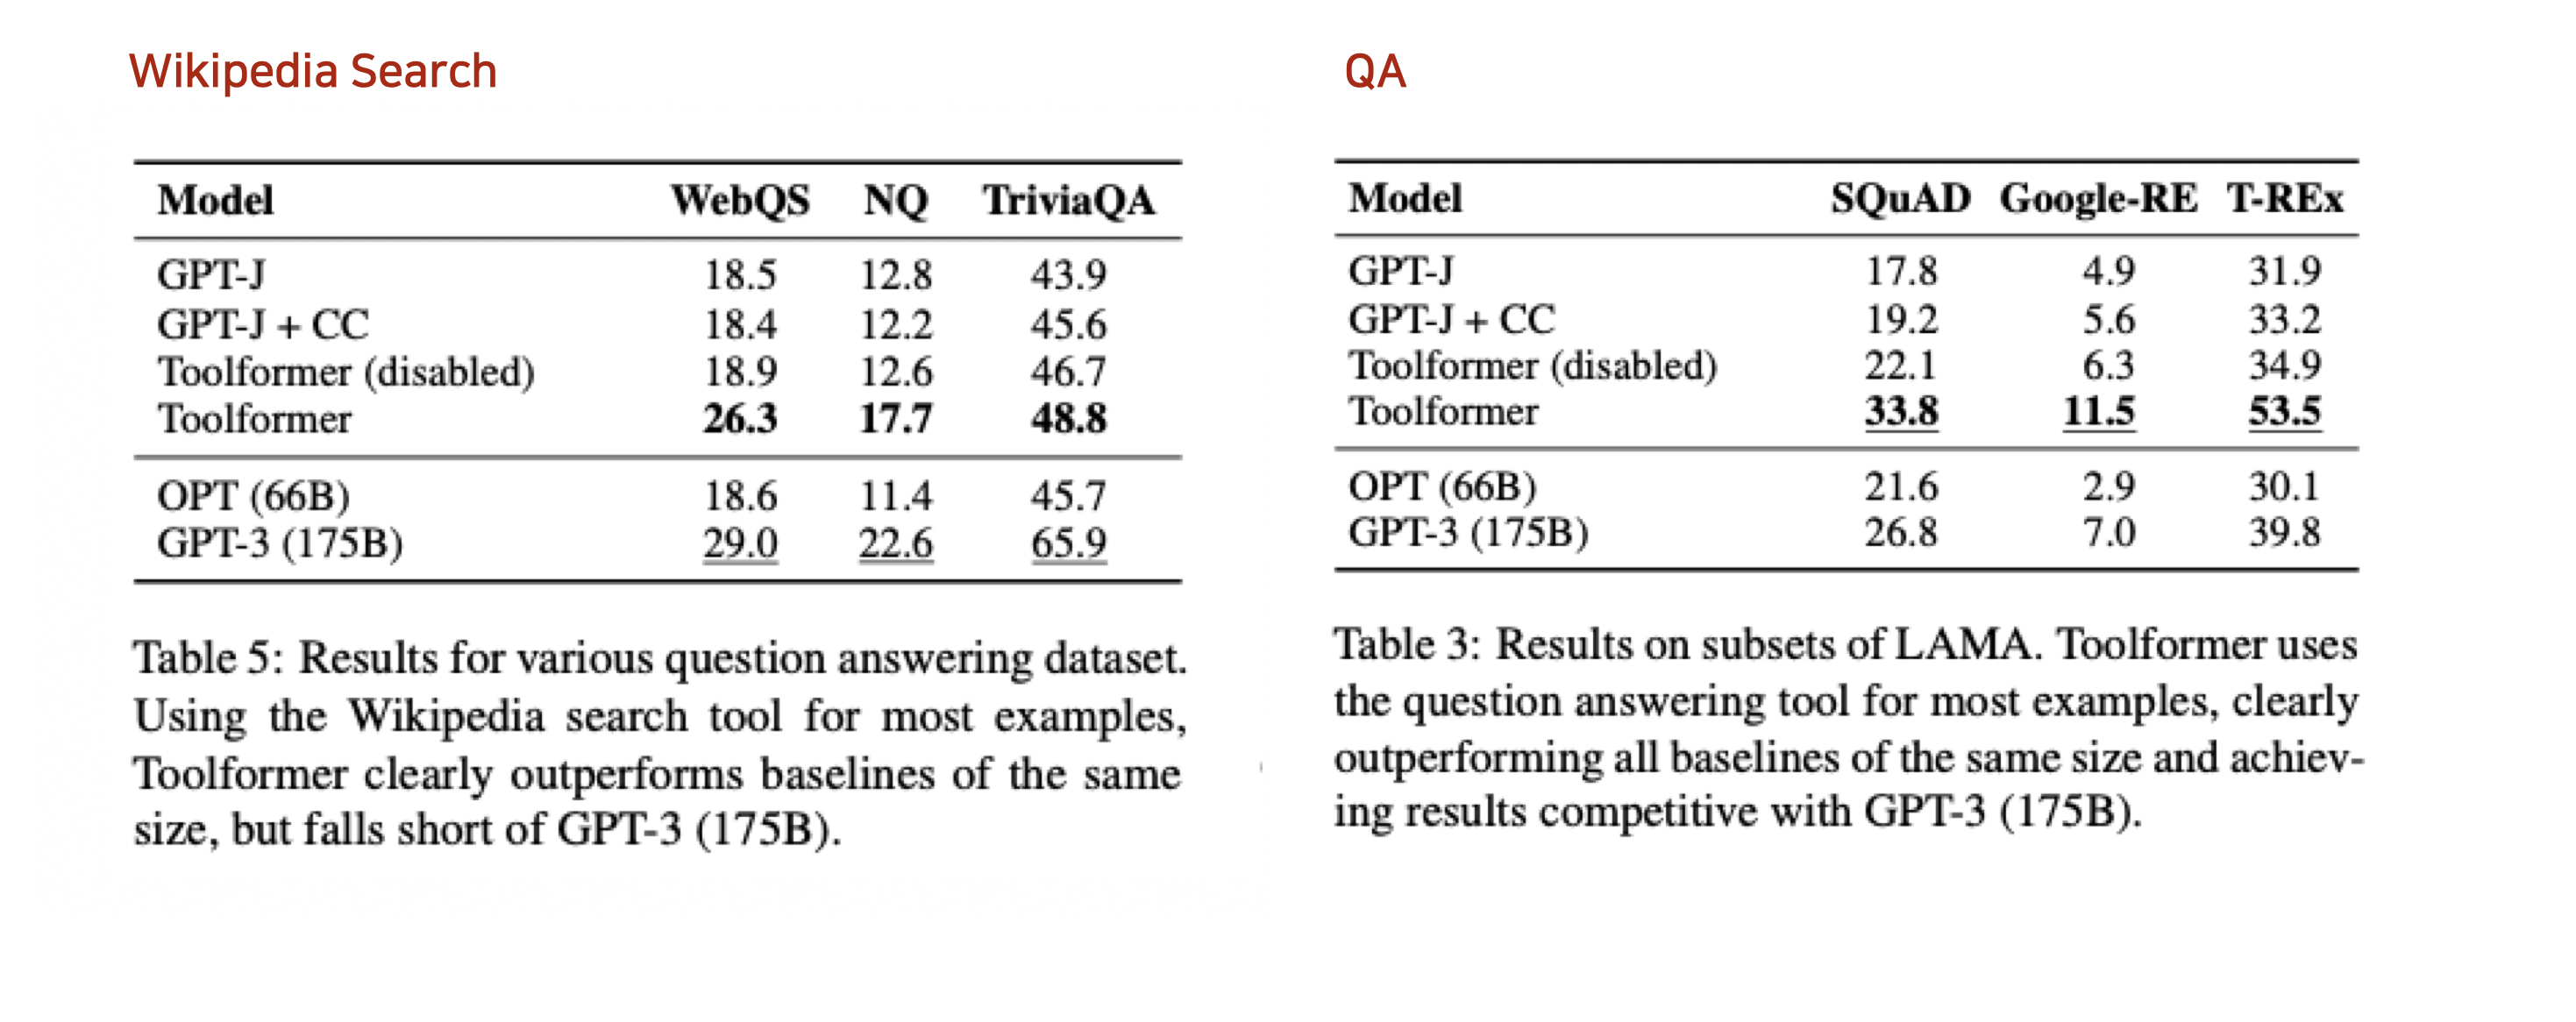 Wikipedia Search
Model WebQS NQ TriviaQA
GPT-J 18.5 12.8 43.9
GPT-J + CC 18.4 12.2 45.6
Toolformer (disabled) 18.9 12.6 46.7
Toolformer 26.3 17.7 48.8
OPT (66B) 18.6 11.4 45.7
GPT-3 (175B) 29.0 22.6 65.9
Table 5: Results for various question answering dataset.
Using the Wikipedia search tool for most examples,
Toolformer clearly outperforms baselines of the same
size, but falls short of GPT-3 (175B).
QA
Model SQuAD Google-RE T-REx
GPT-J 17.8 4.9 31.9
GPT-J + CC 19.2 5.6 33.2
Toolformer (disabled) 22.1 6.3 34.9
Toolformer 33.8 11.5 53.5
OPT (66B) 21.6 2.9 30.1
GPT-3 (175B) 26.8 7.0 39.8
Table 3: Results on subsets of LAMA. Toolformer uses
the question answering tool for most examples, clearly
outperforming all baselines of the same size and achiev-
ing results competitive with GPT-3 (175B).